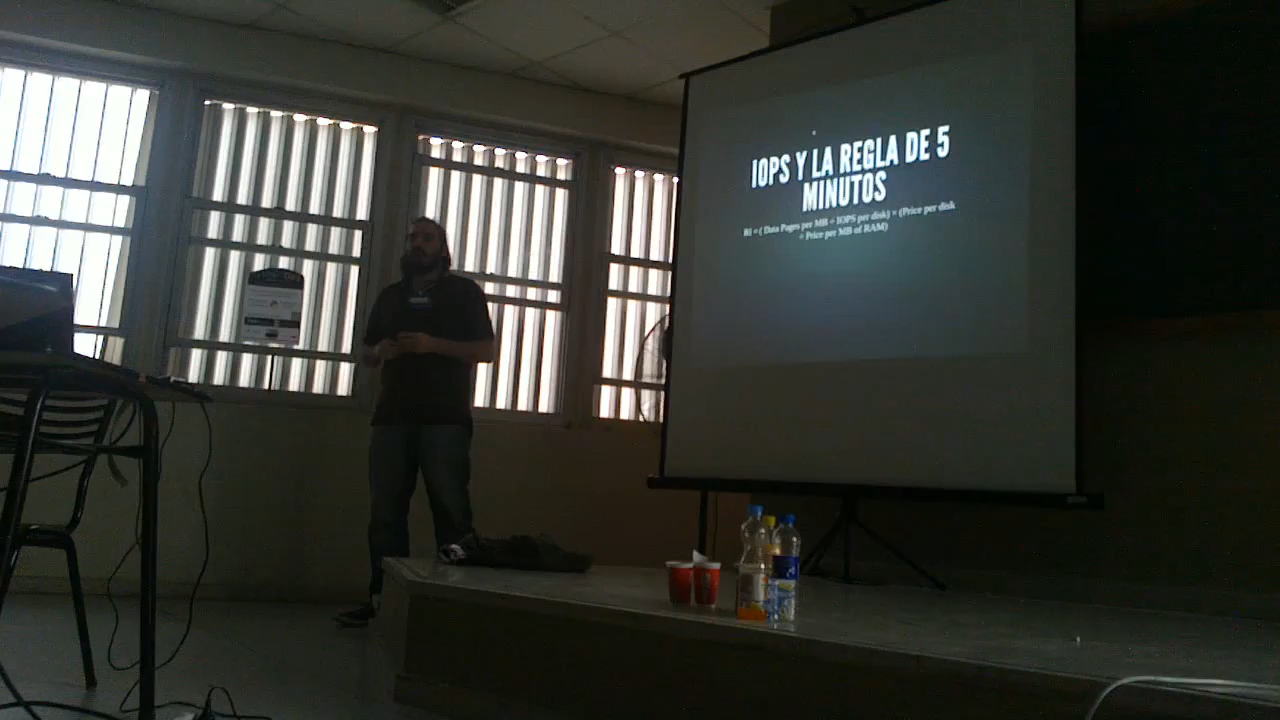 IOPS Y LA REGLA DE 5
MINUTOS
BI = ( Data Pages per MB ÷ IOPS per disk) × (Price per disk
÷ Price per MB of RAM)